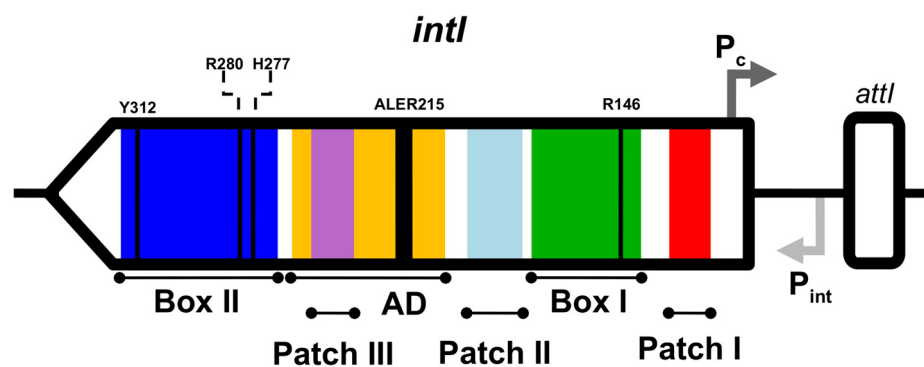 intI
Pc
R280 H277
attI
Y312
ALER215
R146
Pint
Box II
AD
Box I
Patch III
Patch II
Patch I